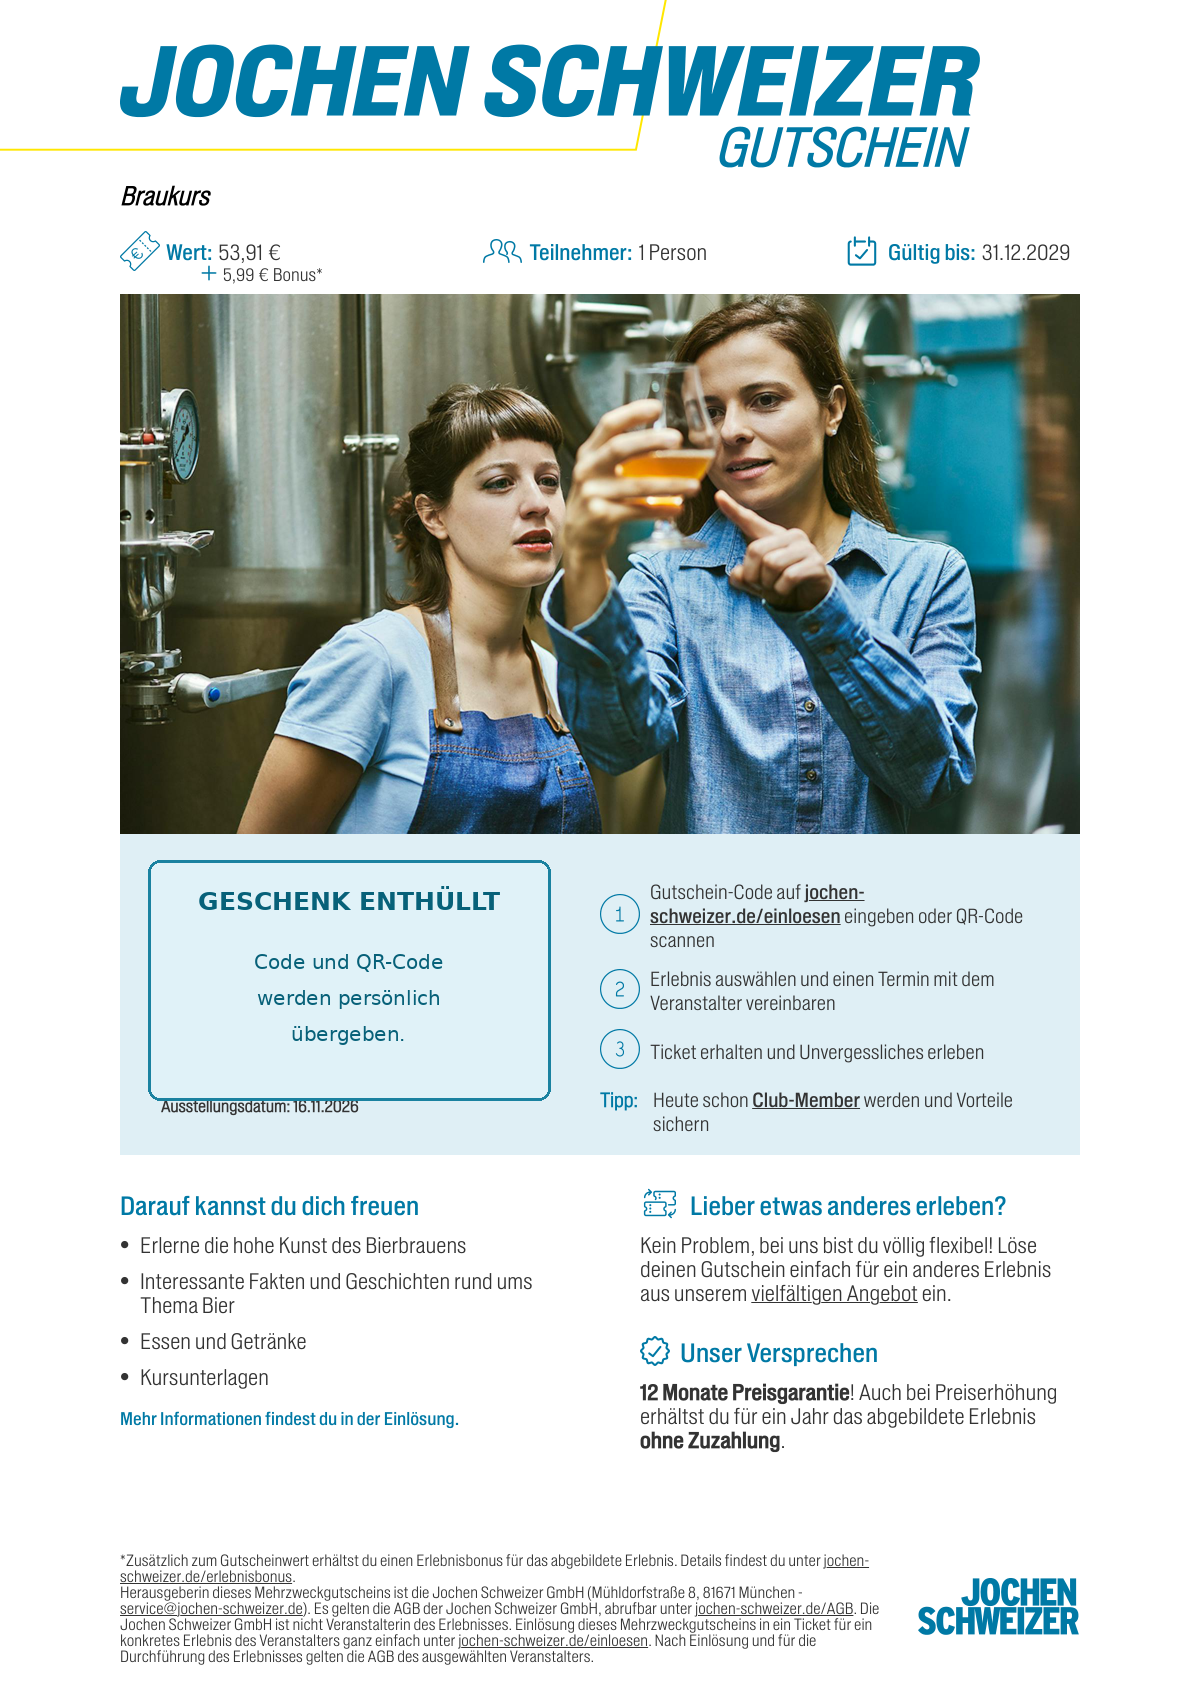 JOCHEN SCHWEIZER
GUTSCHEIN
Braukurs
Wert: 53,91 €
+ 5,99 € Bonus*
Teilnehmer: 1 Person
Gültig bis: 31.12.2029
GESCHENK ENTHÜLLT
Code und QR-Code
werden persönlich
übergeben.
Ausstellungsdatum: 16.11.2026
1
Gutschein-Code auf jochen-
schweizer.de/einloesen eingeben oder QR-Code
scannen
2
Erlebnis auswählen und einen Termin mit dem
Veranstalter vereinbaren
3
Ticket erhalten und Unvergessliches erleben
Tipp: Heute schon Club-Member werden und Vorteile
sichern
Darauf kannst du dich freuen
• Erlerne die hohe Kunst des Bierbrauens
• Interessante Fakten und Geschichten rund ums
Thema Bier
• Essen und Getränke
• Kursunterlagen
Mehr Informationen findest du in der Einlösung.
Lieber etwas anderes erleben?
Kein Problem, bei uns bist du völlig flexibel! Löse
deinen Gutschein einfach für ein anderes Erlebnis
aus unserem vielfältigen Angebot ein.
Unser Versprechen
12 Monate Preisgarantie! Auch bei Preiserhöhung
erhältst du für ein Jahr das abgebildete Erlebnis
ohne Zuzahlung.
*Zusätzlich zum Gutscheinwert erhältst du einen Erlebnisbonus für das abgebildete Erlebnis. Details findest du unter jochen-
schweizer.de/erlebnisbonus.
Herausgeberin dieses Mehrzweckgutscheins ist die Jochen Schweizer GmbH (Mühldorfstraße 8, 81671 München -
service@jochen-schweizer.de). Es gelten die AGB der Jochen Schweizer GmbH, abrufbar unter jochen-schweizer.de/AGB. Die
Jochen Schweizer GmbH ist nicht Veranstalterin des Erlebnisses. Einlösung dieses Mehrzweckgutscheins in ein Ticket für ein
konkretes Erlebnis des Veranstalters ganz einfach unter jochen-schweizer.de/einloesen. Nach Einlösung und für die
Durchführung des Erlebnisses gelten die AGB des ausgewählten Veranstalters.
JOCHEN
SCHWEIZER